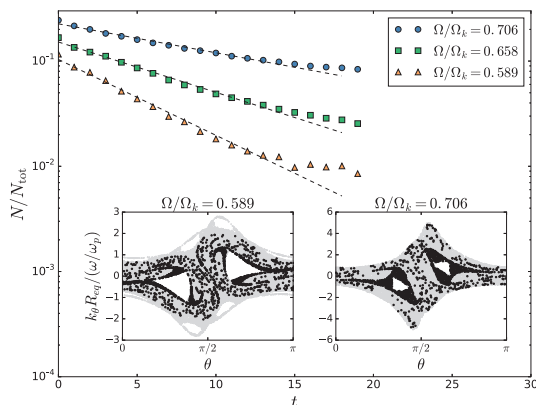 10⁻¹
10⁻²
10⁻³
10⁻⁴
N/N_tot
Ω/Ω_k = 0.706
Ω/Ω_k = 0.658
Ω/Ω_k = 0.589
Ω/Ω_k = 0.589
3
2
1
0
−1
−2
−3
k_θ R_eq/(ω/ω_p)
0
π/2
π
θ
Ω/Ω_k = 0.706
6
4
2
0
−2
−4
−6
0
π/2
π
θ
0
5
10
15
20
25
30
t